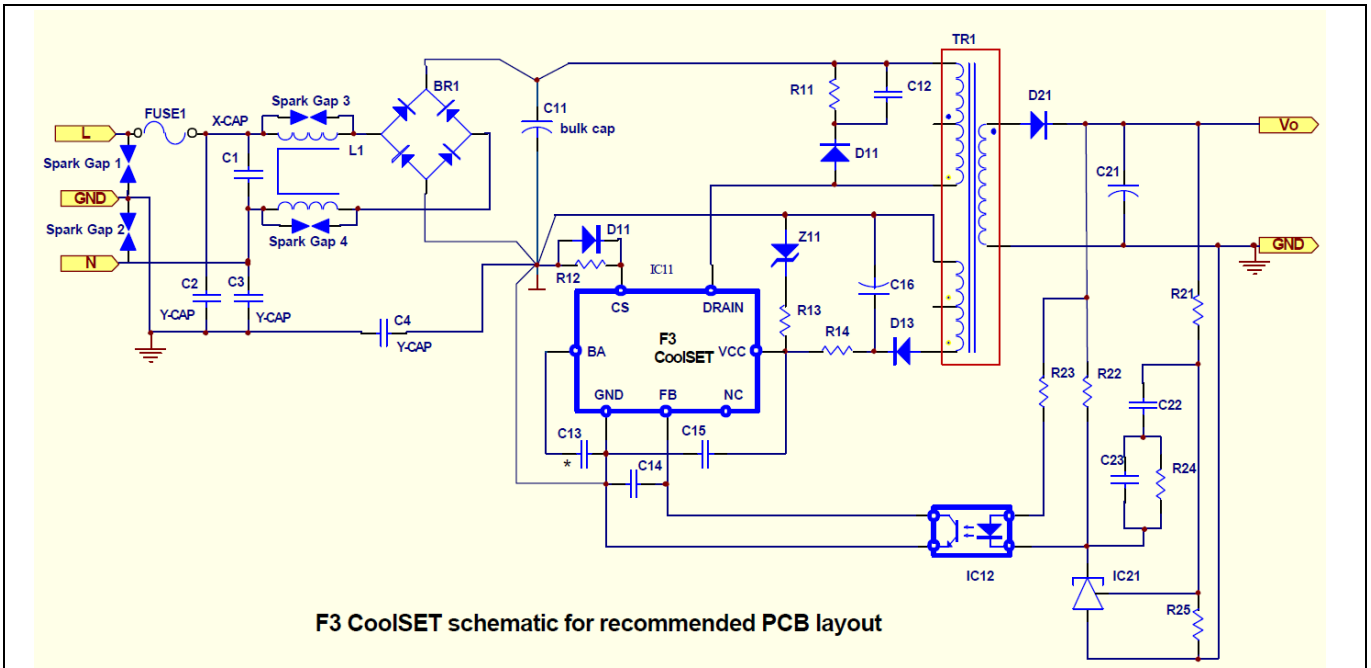 TR1
BR1
R11
C12
Spark Gap 3
D21
FUSE1
C11
X-CAP
bulk cap
L
Vo
L1
D11
C1
Spark Gap 1
C21
GND
Spark Gap 2
D11
Spark Gap 4
Z11
GND
N
R12
IC11
C2
C3
C16
R21
CS
DRAIN
R13
Y-CAP
Y-CAP
C4
F3
R14
D13
Y-CAP
CoolSET
BA
VCC
R23
R22
GND
FB
NC
C22
C13
C15
*
C14
C23
R24
IC12
IC21
R25
F3 CoolSET schematic for recommended PCB layout